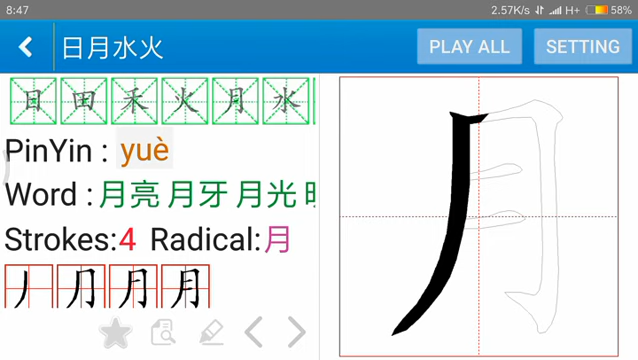 8:47 2.57K/s H+ 58%
日月水火 PLAY ALL SETTING
日 田 禾 火 月 水
PinYin : yuè
Word : 月亮 月牙 月光
Strokes:4 Radical:月
丿 ⺆ 月 月